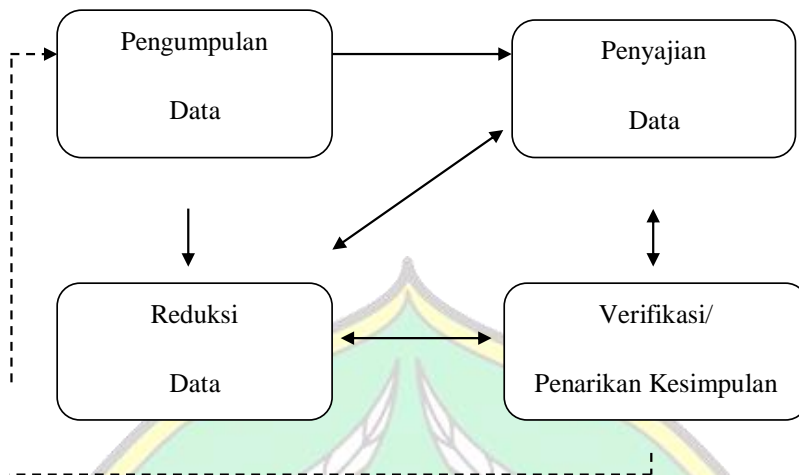 Pengumpulan
Data
Penyajian
Data
Reduksi
Data
Verifikasi/
Penarikan Kesimpulan